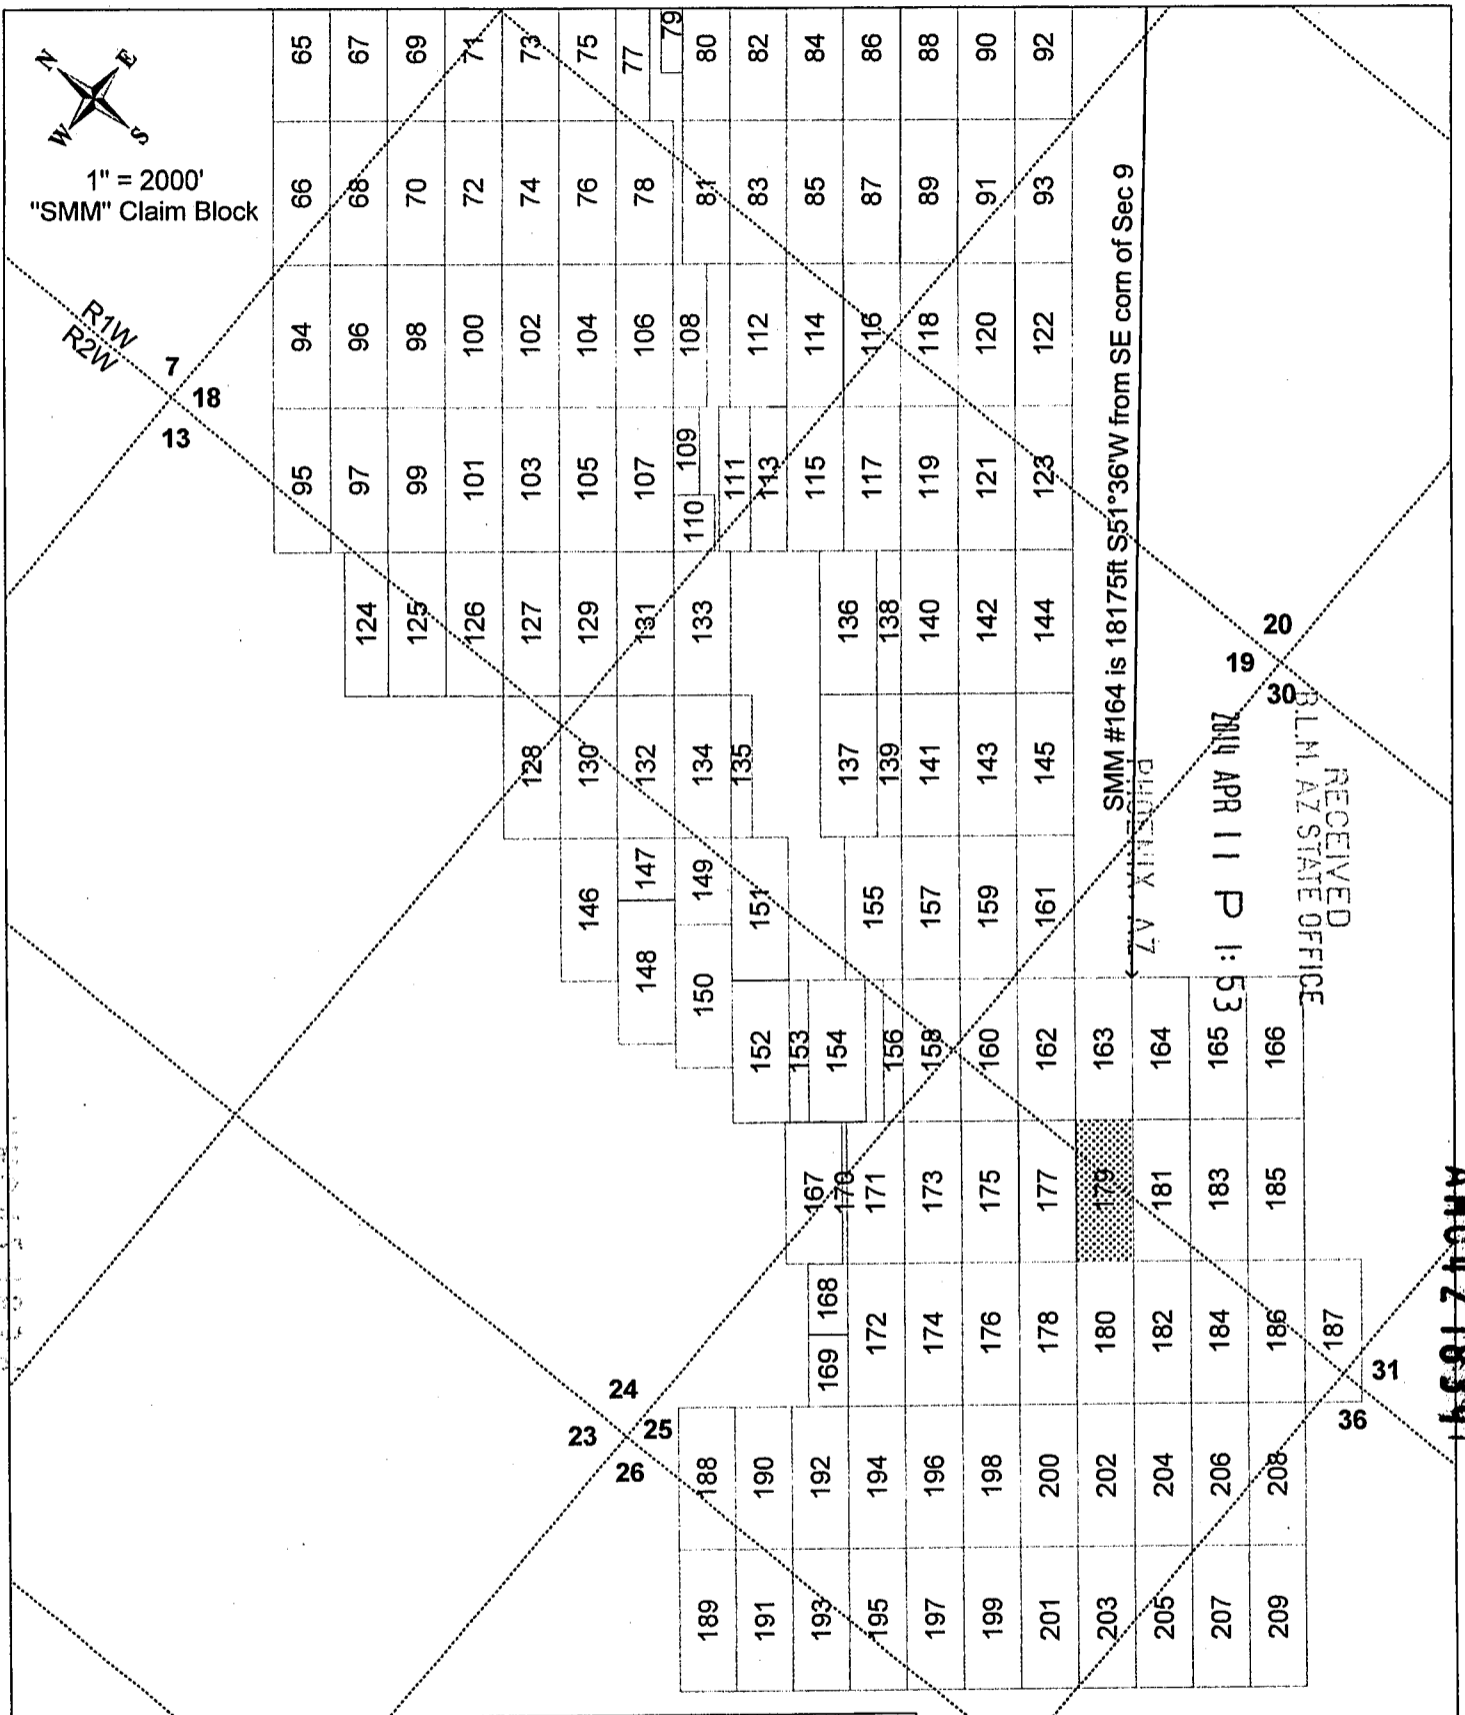 N E
W S
1" = 2000'
"SMM" Claim Block
65 67 69 71 73 75 77 79 80 82 84 86 88 90 92
66 68 70 72 74 76 78 81 83 85 87 89 91 93
R1W
R2W
7
18
13
94 96 98 100 102 104 106 108 112 114 116 118 120 122
95 97 99 101 103 105 107 109 110 111 113 115 117 119 121 123
124 125 126 127 129 131 133 136 138 140 142 144
128 130 132 134 135 137 139 141 143 145
146 147 149 151 155 157 159 161
148 150
152 153 154 156 158 160 162 163 164 165 166
SMM #164 is 18175ft S51°36'W from SE corn of Sec 9
20
19
30
RECEIVED
B.L.M. AZ STATE OFFICE
2014 APR 11 P 1:53
PHOENIX, AZ
167 170 171 173 175 177 179 181 183 185
168 169 172 174 176 178 180 182 184 186 187
31
36
24
23 25
26
188 190 192 194 196 198 200 202 204 206 208
189 191 193 195 197 199 201 203 205 207 209